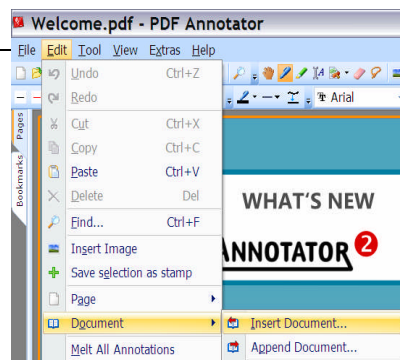 Welcome.pdf - PDF Annotator
File Edit Tool View Extras Help
Undo Ctrl+Z
Redo
Arial
Cut Ctrl+X
Copy Ctrl+C
Paste Ctrl+V
Delete Del
Find... Ctrl+F
Insert Image
Save selection as stamp
Page
Document
Melt All Annotations
Insert Document...
Append Document...
Pages
Bookmarks
WHAT'S NEW
ANNOTATOR 2